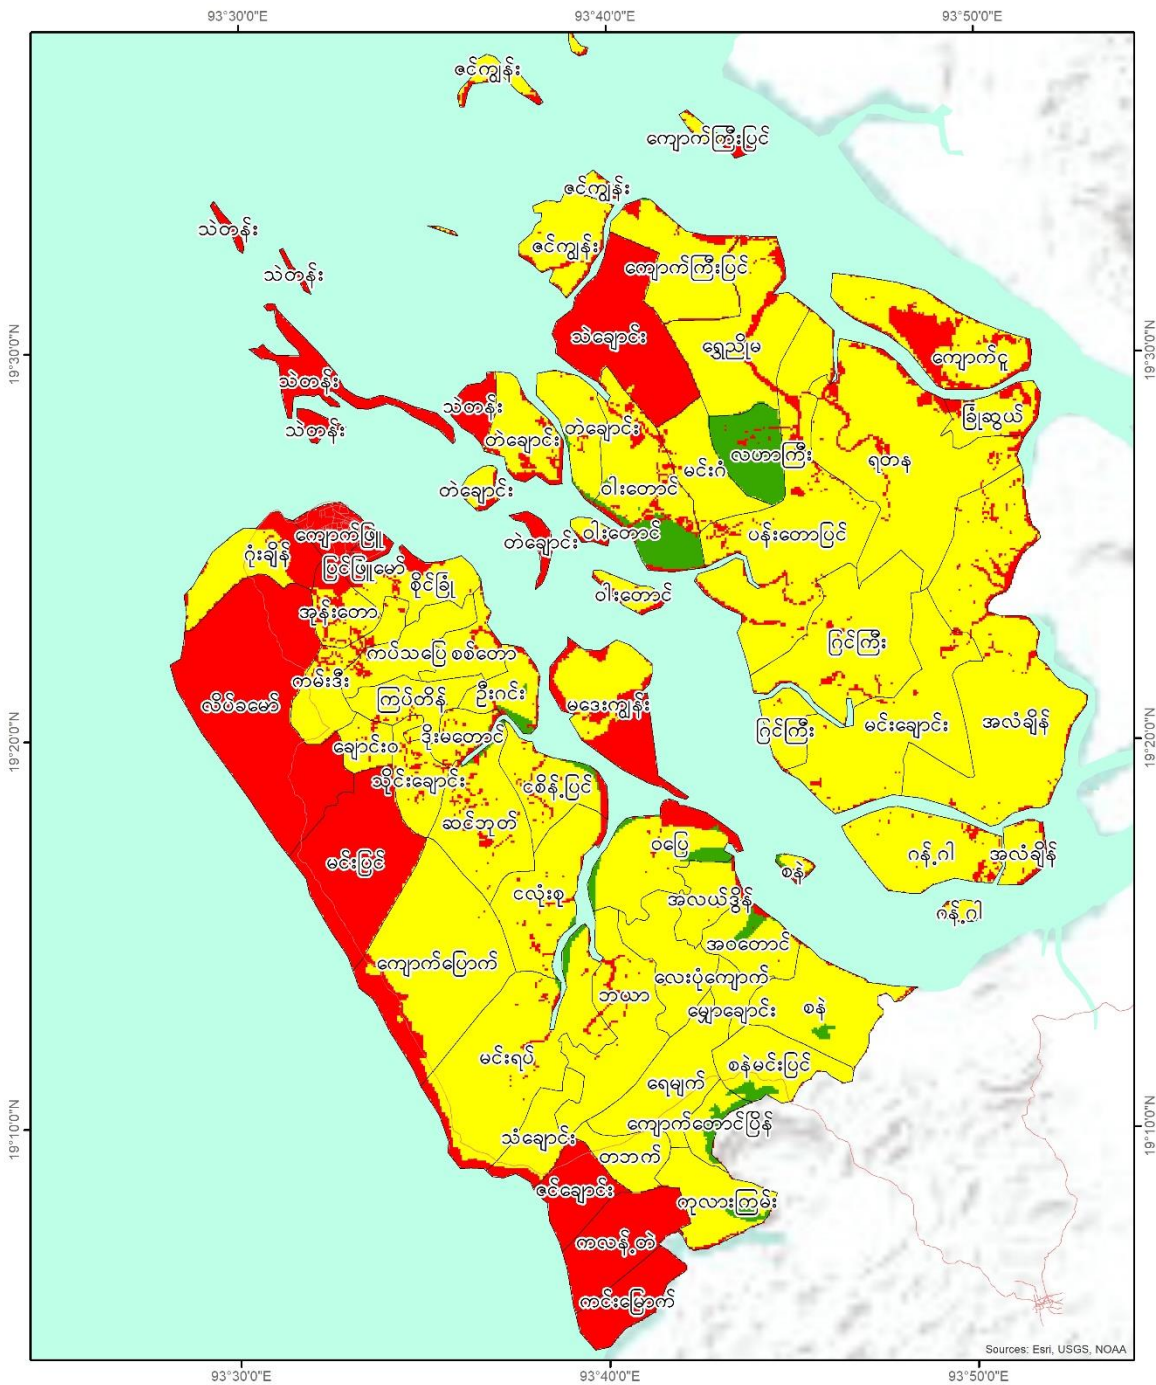 93°30'0"E 93°40'0"E 93°50'0"E
ဇင်ကျွန်း
ကျောက်ကြီးပြင်
ဇင်ကျွန်း
သဲတန်း
ဇင်ကျွန်း
ကျောက်ကြီးပြင်
သဲတန်း
သဲချောင်း
ရွှေညိုမ
19°30'0"N
19°30'0"N
ကျောက်ငူ
သဲတန်း
သဲတန်း
ခြုံဆွယ်
သဲတန်း
တဲချောင်း
တဲချောင်း
လဟာကြီး
ရတန
မင်းဂံ
တဲချောင်း
ဝါးတောင်
ကျောက်ဖြူ
ဝါးတောင်
ပန်းတောပြင်
တဲချောင်း
ဂုံးချိန်
ပြင်ဖြူမော်
စိုင်ခြုံ
ဝါးတောင်
အုန်းတော
ဂြင်ကြီး
ကပ်သပြေ
စစ်တော
ကမ်းဒီး
ဦးဂင်း
ကြပ်တိန်
လိပ်ခမော်
မဒေးကျွန်း
ဂြင်ကြီး
မင်းချောင်း
အလံချိန်
19°20'0"N
19°20'0"N
ချောင်းဝ
ဒိုးမတောင်
သိုင်းချောင်း
ငစိန့်ပြင်
ဆင်ဘုတ်
ဝပြေ
ဂန့်ဂါ
အလံချိန်
မင်းပြင်
စနဲ
ငလုံးစု
အလယ်ဒွိန်
ဂန့်ဂါ
အဝတောင်
ကျောက်ပြောက်
လေးပုံကျောက်
ဘယာ
မျှောချောင်း
စနဲ
မင်းရပ်
စနဲမင်းပြင်
ရေမျက်
19°10'0"N
19°10'0"N
ကျောက်တောင်ပြိန်
သံချောင်း
တဘက်
ဇင်ချောင်း
ကုလားကြမ်း
ကလန့်တဲ
ကင်းမြောက်
Sources: Esri, USGS, NOAA
93°30'0"E 93°40'0"E 93°50'0"E